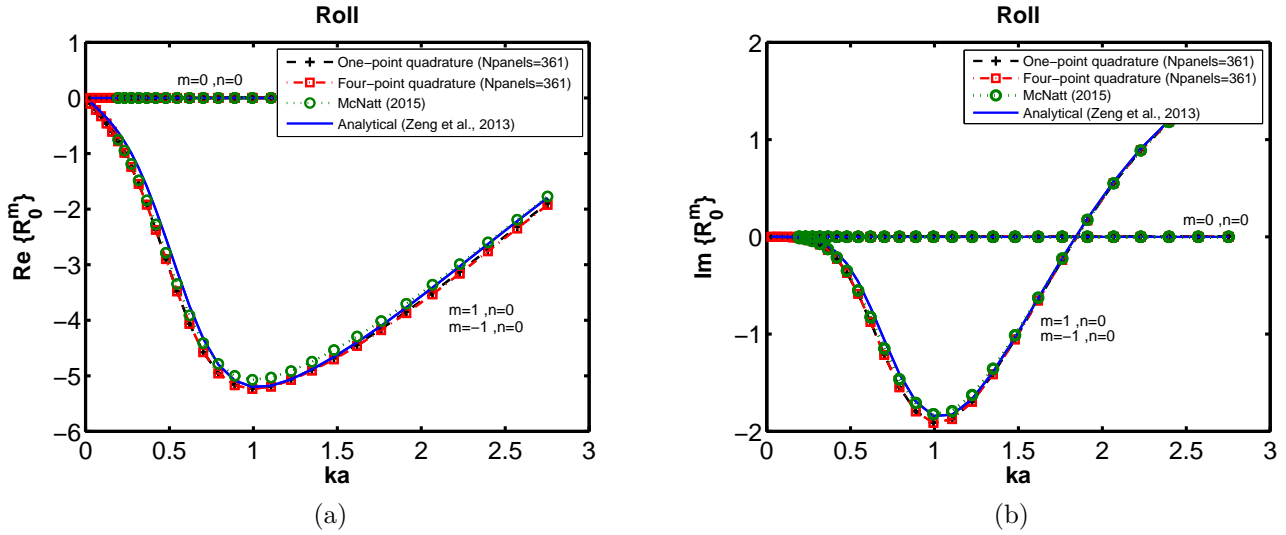 Roll
1
0
−1
−2
−3
−4
−5
−6
Re {R₀ᵐ}
One−point quadrature (Npanels=361)
Four−point quadrature (Npanels=361)
McNatt (2015)
Analytical (Zeng et al., 2013)
m=0 ,n=0
m=1 ,n=0
m=−1 ,n=0
0 0.5 1 1.5 2 2.5 3
ka
(a)
Roll
2
1
0
−1
−2
Im {R₀ᵐ}
One−point quadrature (Npanels=361)
Four−point quadrature (Npanels=361)
McNatt (2015)
Analytical (Zeng et al., 2013)
m=0 ,n=0
m=1 ,n=0
m=−1 ,n=0
0 0.5 1 1.5 2 2.5 3
ka
(b)